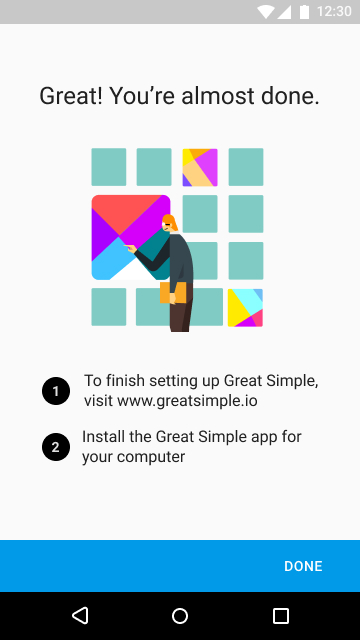 12:30
Great! You’re almost done.
1
To finish setting up Great Simple,
visit www.greatsimple.io
2
Install the Great Simple app for
your computer
DONE